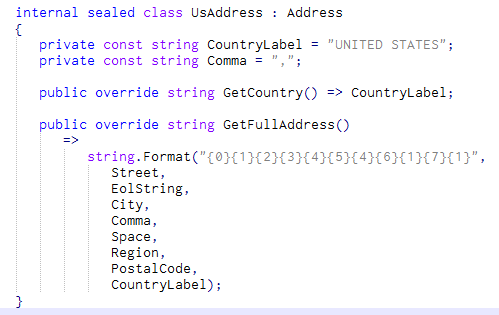 internal sealed class UsAddress : Address
{
private const string CountryLabel = "UNITED STATES";
private const string Comma = ",";
public override string GetCountry() => CountryLabel;
public override string GetFullAddress()
=>
string.Format("{0}{1}{2}{3}{4}{5}{4}{6}{1}{7}{1}",
Street,
EolString,
City,
Comma,
Space,
Region,
PostalCode,
CountryLabel);
}